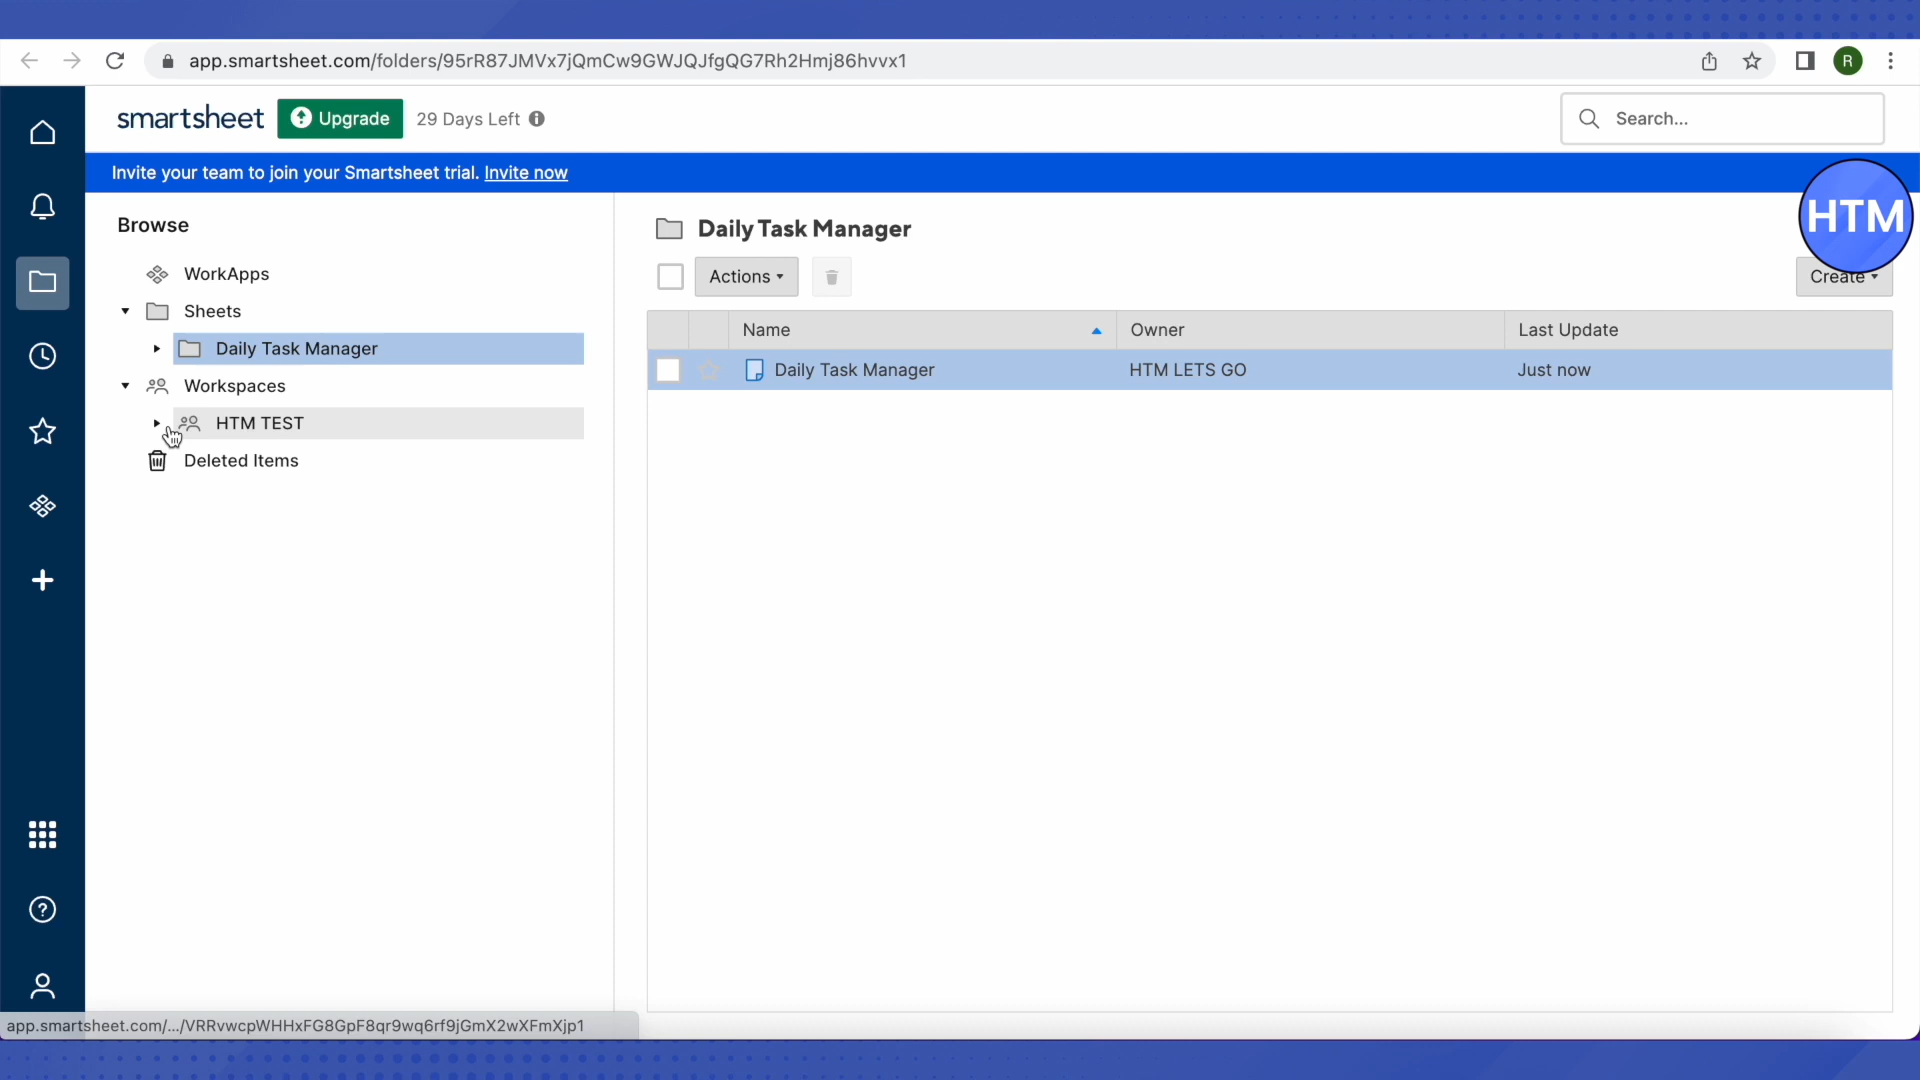 app.smartsheet.com/folders/95rR87JMVx7jQmCw9GWJQJfgQG7Rh2Hmj86hvvx1
R
smartsheet
Upgrade
29 Days Left
Search...
Invite your team to join your Smartsheet trial. Invite now
HTM
Browse
WorkApps
Sheets
Daily Task Manager
Workspaces
HTM TEST
Deleted Items
Daily Task Manager
Actions
Create
Name Owner Last Update
Daily Task Manager HTM LETS GO Just now
app.smartsheet.com/.../VRRvwcpWHHxFG8GpF8qr9wq6rf9jGmX2wXFmXjp1